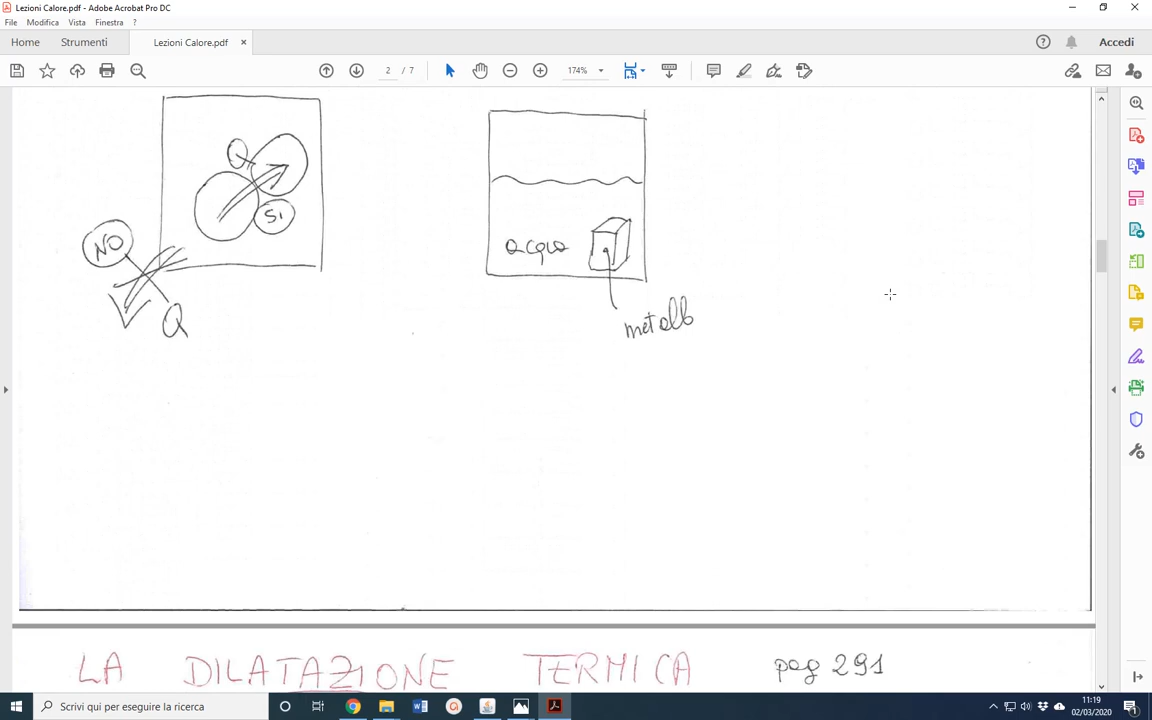 Lezioni Calore.pdf - Adobe Acrobat Pro DC
File Modifica Vista Finestra ?
Home Strumenti Lezioni Calore.pdf × Accedi
2 / 7 174%
Q
SI
NO
Q
acqua
metallo
LA DILATAZIONE TERMICA pag 291
Scrivi qui per eseguire la ricerca
11:19
02/03/2020
1